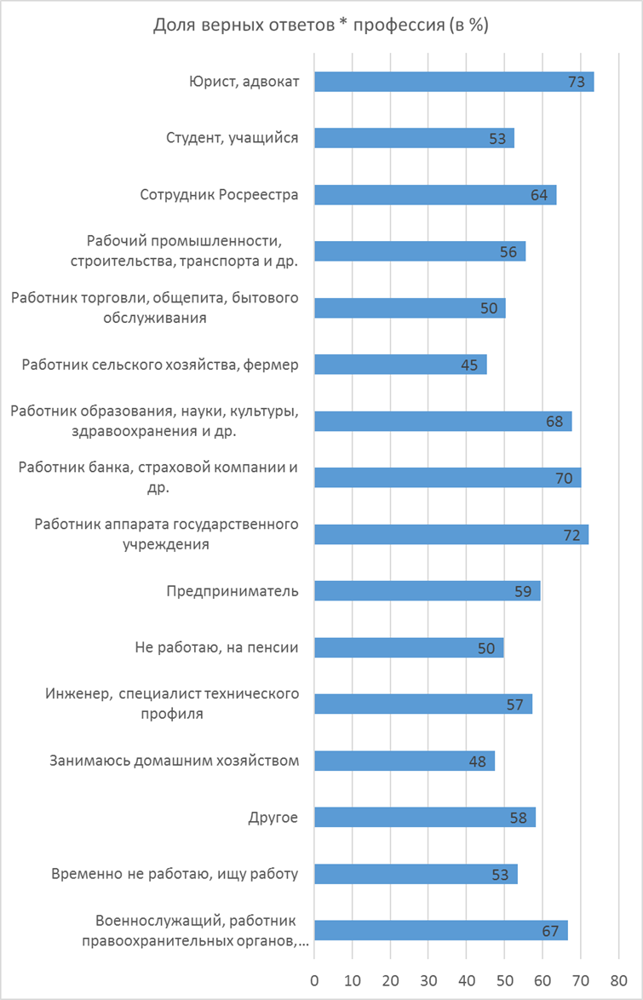 Доля верных ответов * профессия (в %)
Юрист, адвокат
73
Студент, учащийся
53
Сотрудник Росреестра
64
Рабочий промышленности,
строительства, транспорта и др.
56
Работник торговли, общепита, бытового
обслуживания
50
Работник сельского хозяйства, фермер
45
Работник образования, науки, культуры,
здравоохранения и др.
68
Работник банка, страховой компании и
др.
70
Работник аппарата государственного
учреждения
72
Предприниматель
59
Не работаю, на пенсии
50
Инженер, специалист технического
профиля
57
Занимаюсь домашним хозяйством
48
Другое
58
Временно не работаю, ищу работу
53
Военнослужащий, работник
правоохранительных органов,...
67
0 10 20 30 40 50 60 70 80